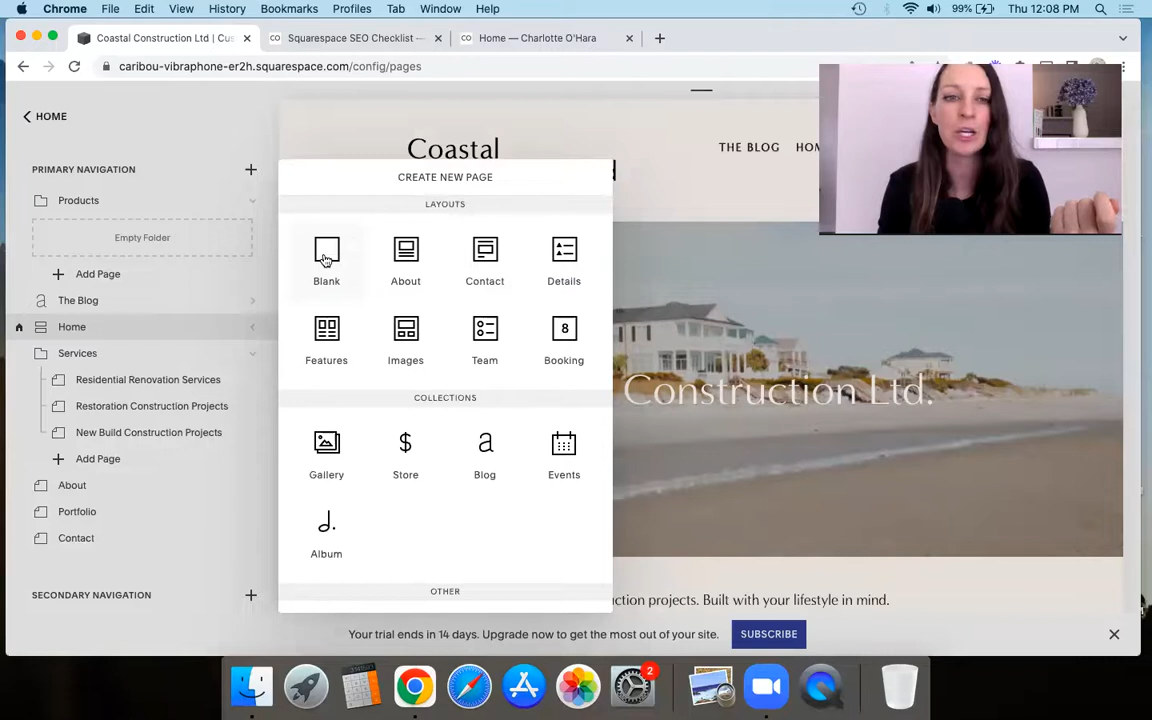 Chrome File Edit View History Bookmarks Profiles Tab Window Help 99% Thu 12:08 PM
Coastal Construction Ltd | Cus Squarespace SEO Checklist — Home — Charlotte O'Hara
caribou-vibraphone-er2h.squarespace.com/config/pages
HOME
PRIMARY NAVIGATION
Products
Empty Folder
Add Page
The Blog
Home
Services
Residential Renovation Services
Restoration Construction Projects
New Build Construction Projects
Add Page
About
Portfolio
Contact
SECONDARY NAVIGATION
Coastal
THE BLOG HOM
CREATE NEW PAGE
LAYOUTS
Blank About Contact Details
8
Features Images Team Booking
COLLECTIONS
Gallery Store Blog Events
Album
OTHER
Construction Ltd.
ction projects. Built with your lifestyle in mind.
Your trial ends in 14 days. Upgrade now to get the most out of your site. SUBSCRIBE
2